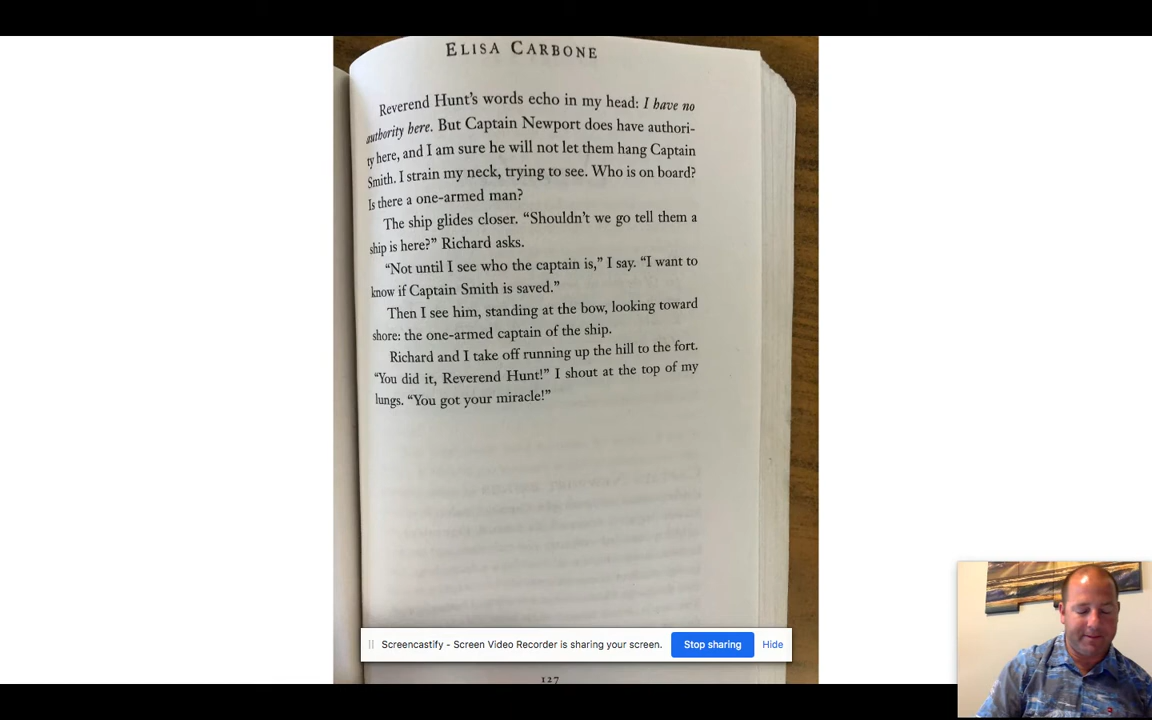 ELISA CARBONE
Reverend Hunt's words echo in my head: I have no
authority here. But Captain Newport does have authori-
ty here, and I am sure he will not let them hang Captain
Smith. I strain my neck, trying to see. Who is on board?
Is there a one-armed man?
The ship glides closer. “Shouldn't we go tell them a
ship is here?” Richard asks.
“Not until I see who the captain is,” I say. “I want to
know if Captain Smith is saved.”
Then I see him, standing at the bow, looking toward
shore: the one-armed captain of the ship.
Richard and I take off running up the hill to the fort.
“You did it, Reverend Hunt!” I shout at the top of my
lungs. “You got your miracle!”
Screencastify - Screen Video Recorder is sharing your screen. Stop sharing Hide
127